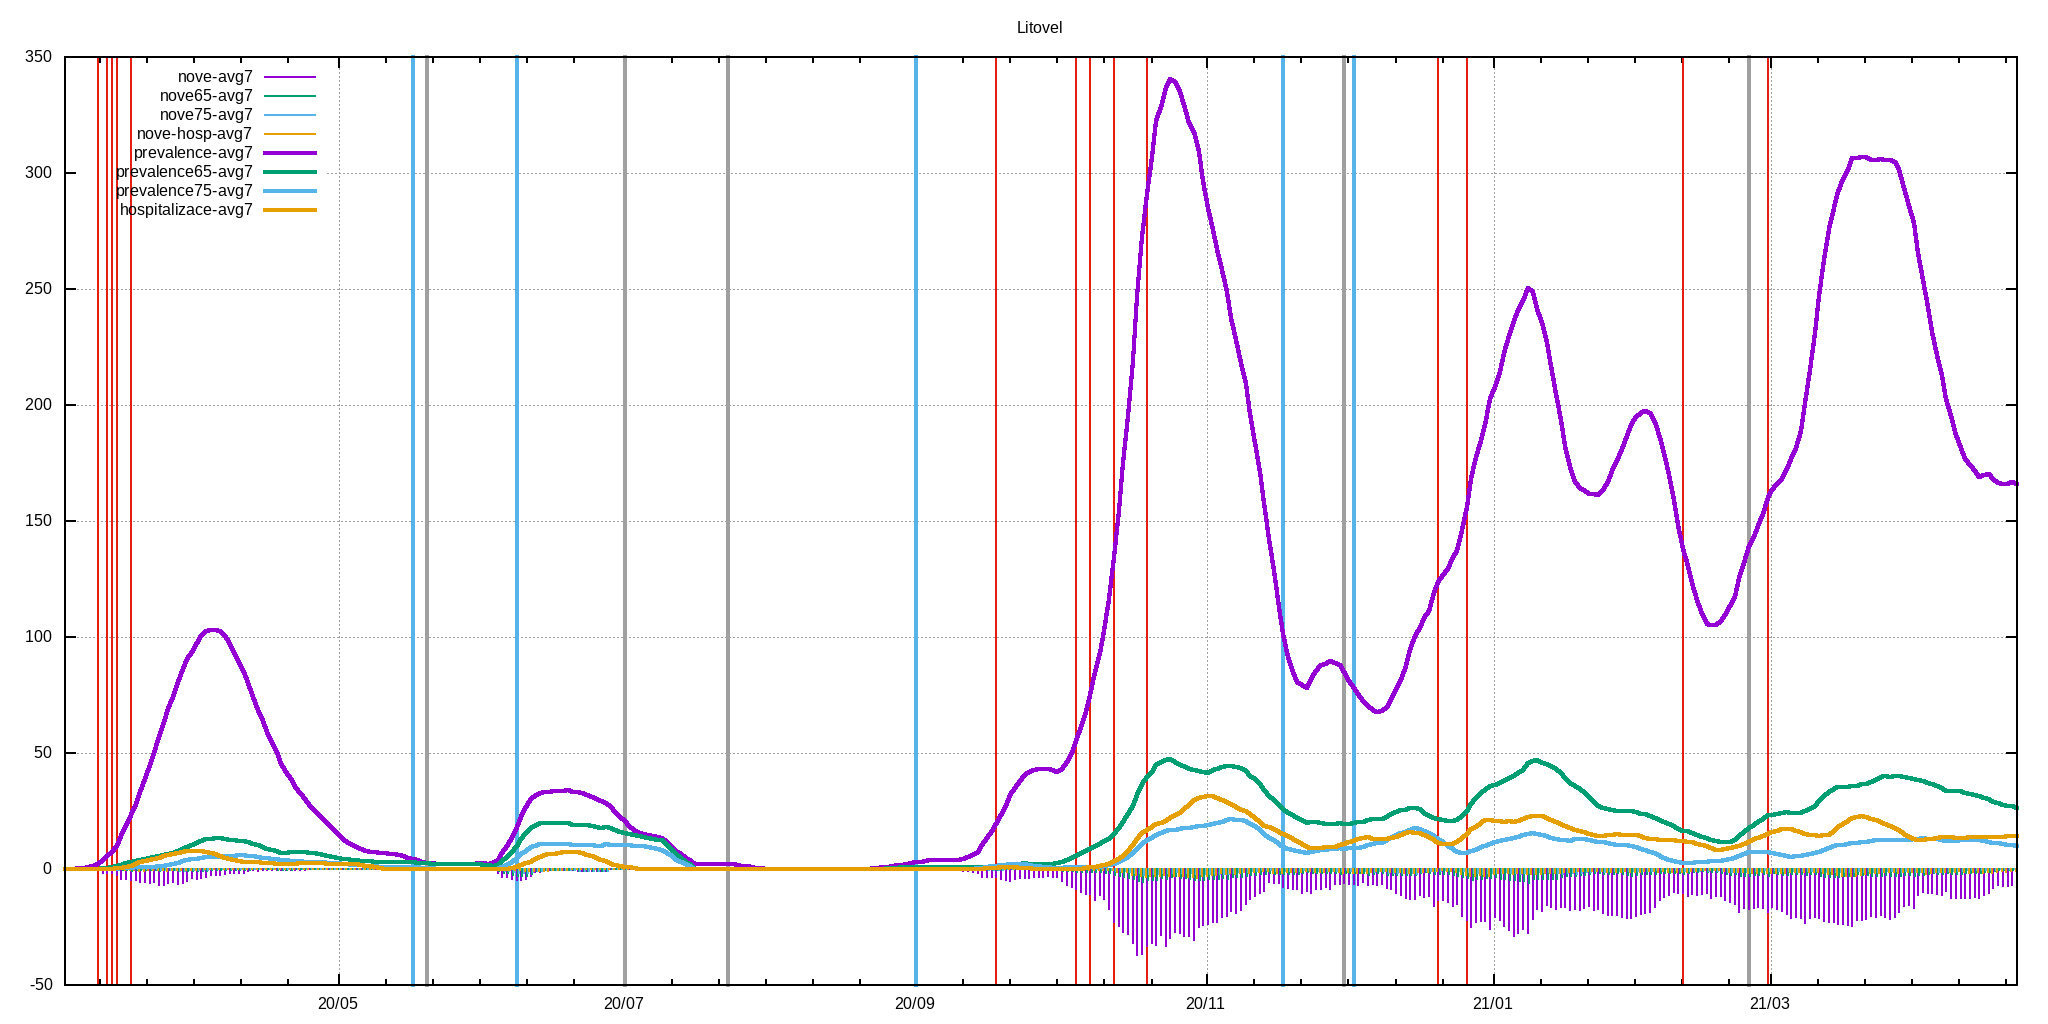 Litovel
350
300
250
200
150
100
50
0
-50
nove-avg7
nove65-avg7
nove75-avg7
nove-hosp-avg7
prevalence-avg7
prevalence65-avg7
prevalence75-avg7
hospitalizace-avg7
20/05 20/07 20/09 20/11 21/01 21/03